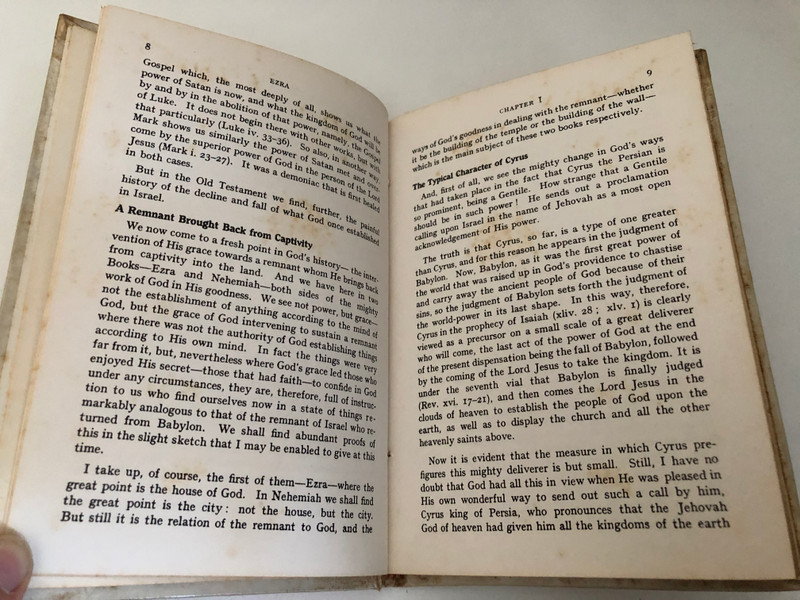 8
EZRA
Gospel which, the most deeply of all, shows us what the
power of Satan is now, and what the kingdom of God will be
by and by in the abolition of that power, namely, the Gospel
of Luke. It does not begin there with other works, but with
that particularly (Luke iv. 33–36). So also, in another way,
Mark shows us similarly the power of Satan met and over-
come by the superior power of God in the person of the Lord
Jesus (Mark i. 23–27). It was a demoniac that is first healed
in both cases.
But in the Old Testament we find, further, the painful
history of the decline and fall of what God once established
in Israel.
A Remnant Brought Back from Captivity
We now come to a fresh point in God's history—the inter-
vention of His grace towards a remnant whom He brings back
from captivity into the land. And we have here in two
Books—Ezra and Nehemiah—both sides of the mighty
work of God in His goodness. We see not power, but grace—
not the establishment of anything according to the mind of
God, but the grace of God intervening to sustain a remnant
where there was not the authority of God establishing things
according to His own mind. In fact the things were very
far from it, but, nevertheless where God's grace led those who
enjoyed His secret—those that had faith—to confide in God
under any circumstances, they are, therefore, full of instruc-
tion to us who find ourselves now in a state of things re-
markably analogous to that of the remnant of Israel who re-
turned from Babylon. We shall find abundant proofs of
this in the slight sketch that I may be enabled to give at this
time.
I take up, of course, the first of them—Ezra—where the
great point is the house of God. In Nehemiah we shall find
the great point is the city: not the house, but the city.
But still it is the relation of the remnant to God, and the
CHAPTER I
9
ways of God's goodness in dealing with the remnant—whether
it be the building of the temple or the building of the wall—
which is the main subject of these two books respectively.
The Typical Character of Cyrus
And, first of all, we see the mighty change in God's ways
that had taken place in the fact that Cyrus the Persian is
so prominent, being a Gentile. How strange that a Gentile
should be in such power! He sends out a proclamation
calling upon Israel in the name of Jehovah as a most open
acknowledgement of His power.
The truth is that Cyrus, so far, is a type of one greater
than Cyrus, and for this reason he appears in the judgment of
Babylon. Now, Babylon, as it was the first great power of
the world that was raised up in God's providence to chastise
and carry away the ancient people of God because of their
sins, so the judgment of Babylon sets forth the judgment of
the world-power in its last shape. In this way, therefore,
Cyrus in the prophecy of Isaiah (xliv. 28; xlv. 1) is clearly
viewed as a precursor on a small scale of a great deliverer
who will come, the last act of the power of God at the end
of the present dispensation being the fall of Babylon, followed
by the coming of the Lord Jesus to take the kingdom. It is
under the seventh vial that Babylon is finally judged
(Rev. xvi. 17–21), and then comes the Lord Jesus in the
clouds of heaven to establish the people of God upon the
earth, as well as to display the church and all the other
heavenly saints above.
Now it is evident that the measure in which Cyrus pre-
figures this mighty deliverer is but small. Still, I have no
doubt that God had all this in view when He was pleased in
His own wonderful way to send out such a call by him,
Cyrus king of Persia, who pronounces that the Jehovah
God of heaven had given him all the kingdoms of the earth